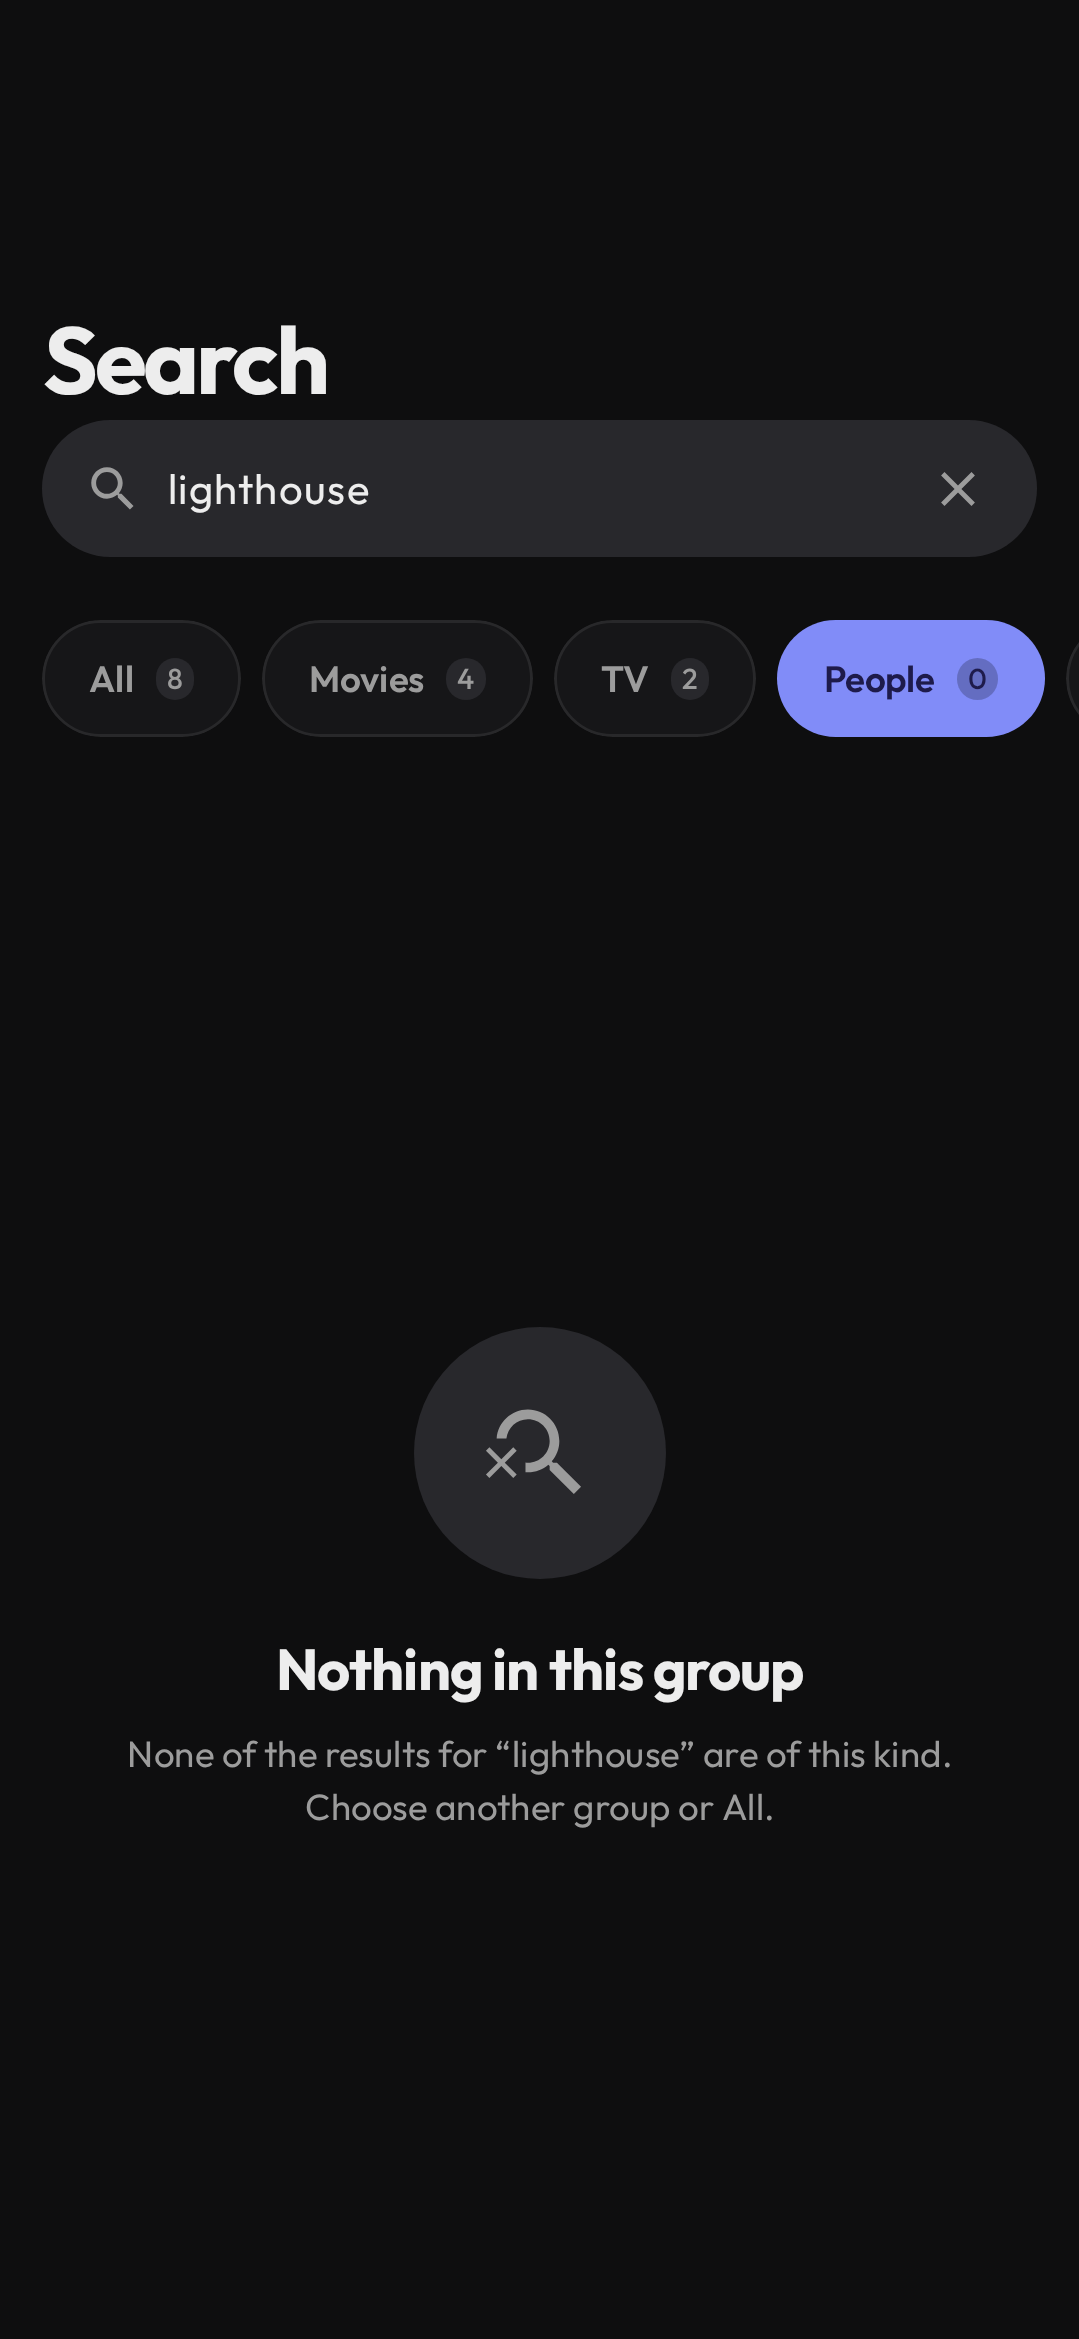 Search
lighthouse
All 8 Movies 4 TV 2 People 0
Nothing in this group
None of the results for “lighthouse” are of this kind.
Choose another group or All.